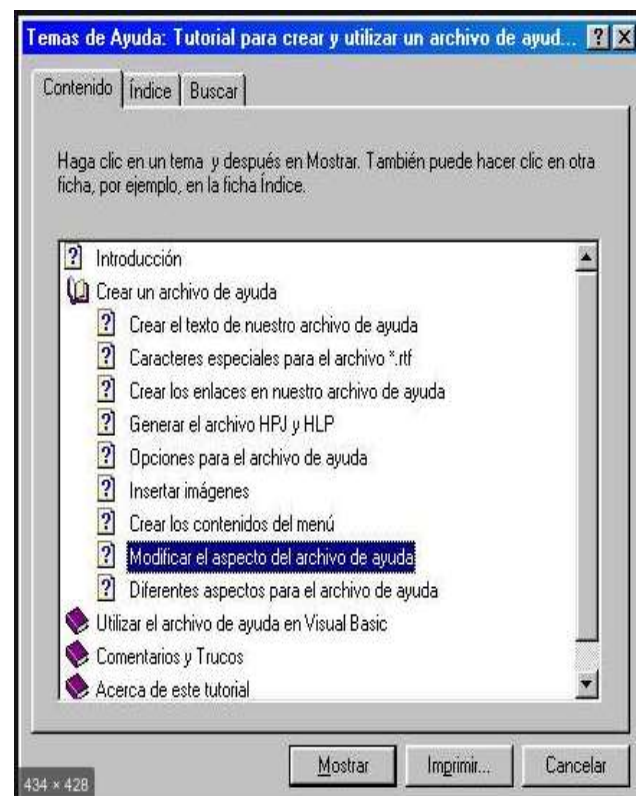 Temas de Ayuda: Tutorial para crear y utilizar un archivo de ayud...
Contenido Índice Buscar
Haga clic en un tema y después en Mostrar. También puede hacer clic en otra
ficha, por ejemplo, en la ficha Índice.
Introducción
Crear un archivo de ayuda
Crear el texto de nuestro archivo de ayuda
Caracteres especiales para el archivo *.rtf
Crear los enlaces en nuestro archivo de ayuda
Generar el archivo HPJ y HLP
Opciones para el archivo de ayuda
Insertar imágenes
Crear los contenidos del menú
Modificar el aspecto del archivo de ayuda
Diferentes aspectos para el archivo de ayuda
Utilizar el archivo de ayuda en Visual Basic
Comentarios y Trucos
Acerca de este tutorial
Mostrar Imprimir... Cancelar
434 × 428